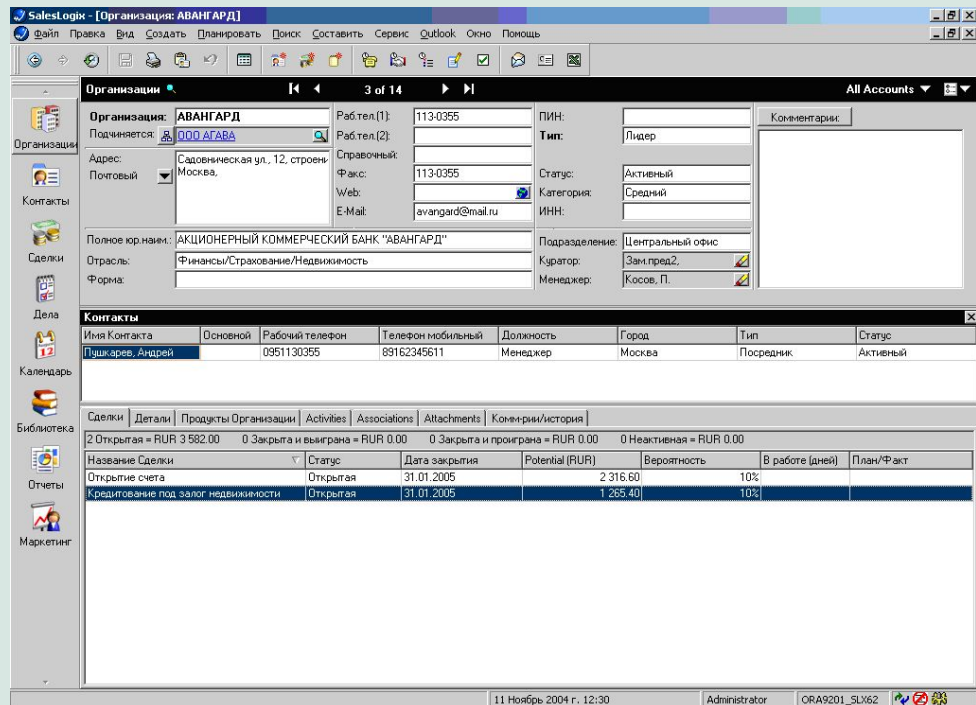 SalesLogix - [Организация: АВАНГАРД]
Файл Правка Вид Создать Планировать Поиск Составить Сервис Outlook Окно Помощь
Организации 3 of 14 All Accounts
Организации
Контакты
Сделки
Дела
Календарь
Библиотека
Отчеты
Маркетинг
Организация: АВАНГАРД
Подчиняется: ООО АГАВА
Адрес: Садовническая ул., 12, строени
Почтовый Москва,
Раб.тел.(1): 113-0355
Раб.тел.(2):
Справочный:
Факс: 113-0355
Web:
E-Mail: avangard@mail.ru
ПИН:
Тип: Лидер
Статус: Активный
Категория: Средний
ИНН:
Комментарии:
Полное юр.наим.: АКЦИОНЕРНЫЙ КОММЕРЧЕСКИЙ БАНК "АВАНГАРД"
Отрасль: Финансы/Страхование/Недвижимость
Форма:
Подразделение: Центральный офис
Куратор: Зам.пред2,
Менеджер: Косов, П.
Контакты
Имя Контакта Основной Рабочий телефон Телефон мобильный Должность Город Тип Статус
Пушкарев, Андрей 0951130355 89162345611 Менеджер Москва Посредник Активный
Сделки Детали Продукты Организации Activities Associations Attachments Комм-рии/история
2 Открытая = RUR 3 582.00 0 Закрыта и выиграна = RUR 0.00 0 Закрыта и проиграна = RUR 0.00 0 Неактивная = RUR 0.00
Название Сделки Статус Дата закрытия Potential (RUR) Вероятность В работе (дней) План/Факт
Открытие счета Открытая 31.01.2005 2 316.60 10%
Кредитование под залог недвижимости Открытая 31.01.2005 1 265.40 10%
11 Ноябрь 2004 г. 12:30 Administrator ORA9201_SLX62